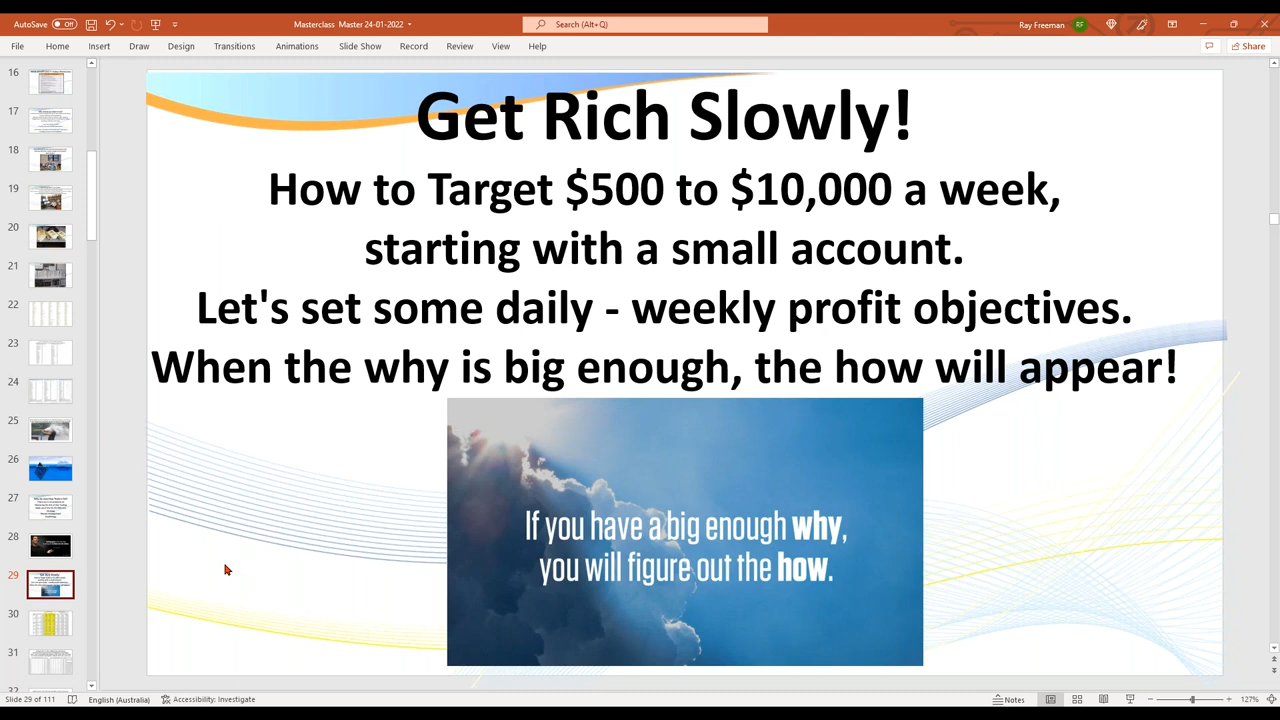 AutoSave Off
Masterclass Master 24-01-2022
Search (Alt+Q)
Ray Freeman RF
File Home Insert Draw Design Transitions Animations Slide Show Record Review View Help
Share
16
17
18
19
20
21
22
23
24
25
26
27
28
29
30
31
Get Rich Slowly!
How to Target $500 to $10,000 a week,
starting with a small account.
Let's set some daily - weekly profit objectives.
When the why is big enough, the how will appear!
If you have a big enough why,
you will figure out the how.
Slide 29 of 111 English (Australia) Accessibility: Investigate Notes 127%